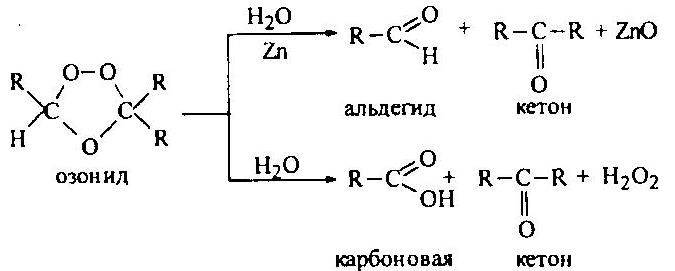 H₂O
Zn
R–C=O
H
+ R–C–R + ZnO
O
альдегид кетон
R O–O R
C C
H O R
озонид
H₂O
R–C=O
OH
+ R–C–R + H₂O₂
O
карбоновая кетон